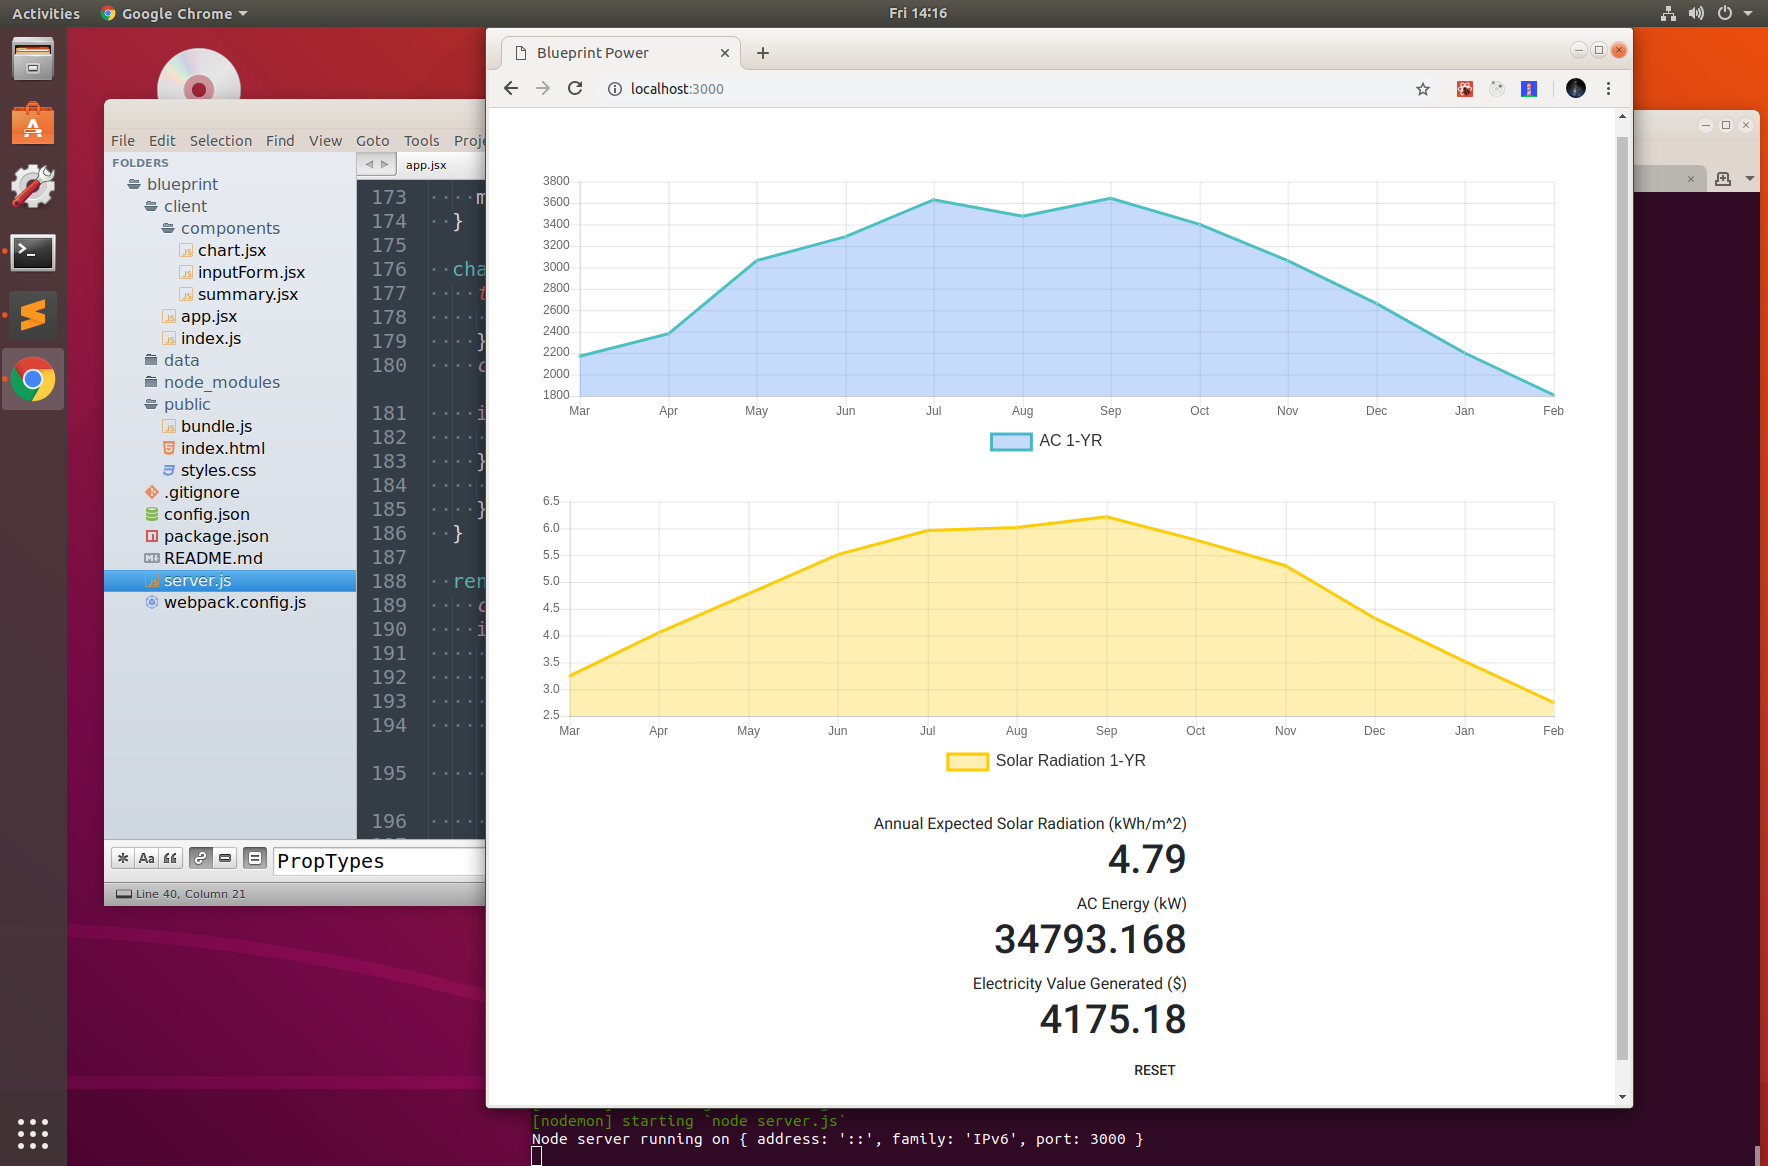 Activities
Google Chrome
Fri 14:16
File Edit Selection Find View Goto Tools
FOLDERS
blueprint
client
components
chart.jsx
inputForm.jsx
summary.jsx
app.jsx
index.js
data
node_modules
public
bundle.js
index.html
styles.css
.gitignore
config.json
package.json
README.md
server.js
webpack.config.js
app.jsx
173 m
174 }
175
176 cha
177 t
178
179 }
180 c
181 i
182
183 }
184
185 }
186 }
187
188 ren
189 c
190 i
191
192
193
194
195
196
Aa
PropTypes
Line 40, Column 21
Blueprint Power
localhost:3000
3800
3600
3400
3200
3000
2800
2600
2400
2200
2000
1800
Mar Apr May Jun Jul Aug Sep Oct Nov Dec Jan Feb
AC 1-YR
6.5
6.0
5.5
5.0
4.5
4.0
3.5
3.0
2.5
Mar Apr May Jun Jul Aug Sep Oct Nov Dec Jan Feb
Solar Radiation 1-YR
Annual Expected Solar Radiation (kWh/m^2)
4.79
AC Energy (kW)
34793.168
Electricity Value Generated ($)
4175.18
RESET
[nodemon] starting `node server.js`
Node server running on { address: '::', family: 'IPv6', port: 3000 }